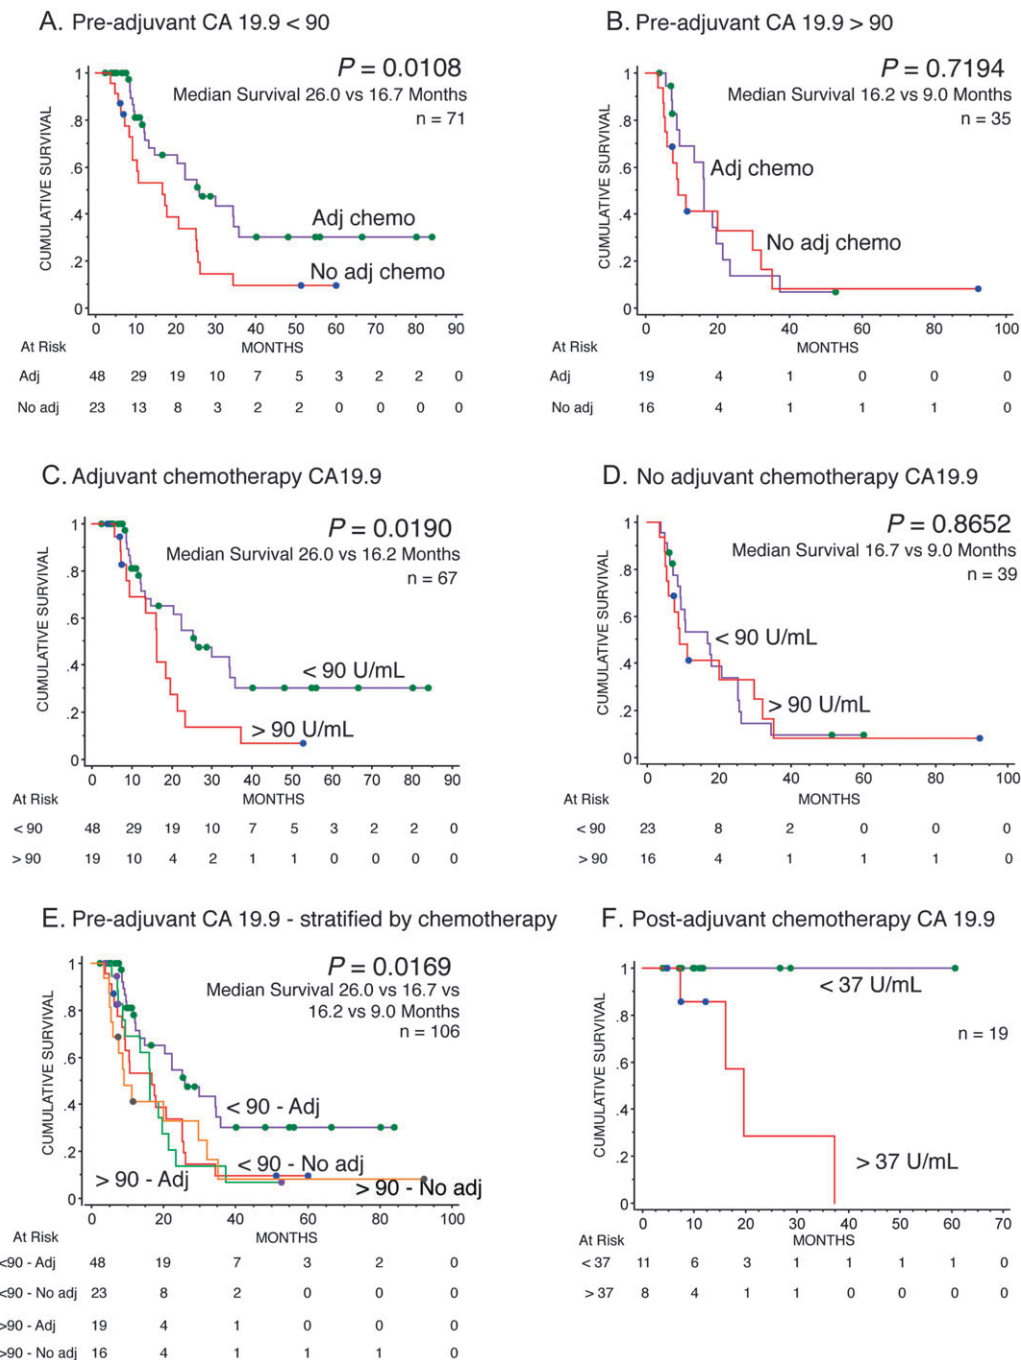 A. Pre-adjuvant CA 19.9 < 90
P = 0.0108
Median Survival 26.0 vs 16.7 Months
n = 71
CUMULATIVE SURVIVAL
1
.8
.6
.4
.2
0
Adj chemo
No adj chemo
0 10 20 30 40 50 60 70 80 90
At Risk MONTHS
Adj 48 29 19 10 7 5 3 2 2 0
No adj 23 13 8 3 2 2 0 0 0 0
B. Pre-adjuvant CA 19.9 > 90
P = 0.7194
Median Survival 16.2 vs 9.0 Months
n = 35
CUMULATIVE SURVIVAL
1
.8
.6
.4
.2
0
Adj chemo
No adj chemo
0 20 40 60 80 100
At Risk MONTHS
Adj 19 4 1 0 0 0
No adj 16 4 1 1 1 0
C. Adjuvant chemotherapy CA19.9
P = 0.0190
Median Survival 26.0 vs 16.2 Months
n = 67
CUMULATIVE SURVIVAL
1
.8
.6
.4
.2
0
< 90 U/mL
> 90 U/mL
0 10 20 30 40 50 60 70 80 90
At Risk MONTHS
< 90 48 29 19 10 7 5 3 2 2 0
> 90 19 10 4 2 1 1 0 0 0 0
D. No adjuvant chemotherapy CA19.9
P = 0.8652
Median Survival 16.7 vs 9.0 Months
n = 39
CUMULATIVE SURVIVAL
1
.8
.6
.4
.2
0
< 90 U/mL
> 90 U/mL
0 20 40 60 80 100
At Risk MONTHS
< 90 23 8 2 0 0 0
> 90 16 4 1 1 1 0
E. Pre-adjuvant CA 19.9 - stratified by chemotherapy
P = 0.0169
Median Survival 26.0 vs 16.7 vs
16.2 vs 9.0 Months
n = 106
CUMULATIVE SURVIVAL
1
.8
.6
.4
.2
0
< 90 - Adj
< 90 - No adj
> 90 - Adj
> 90 - No adj
0 20 40 60 80 100
At Risk MONTHS
<90 - Adj 48 19 7 3 2 0
<90 - No adj 23 8 2 0 0 0
>90 - Adj 19 4 1 0 0 0
>90 - No adj 16 4 1 1 1 0
F. Post-adjuvant chemotherapy CA 19.9
< 37 U/mL
n = 19
CUMULATIVE SURVIVAL
1
.8
.6
.4
.2
0
> 37 U/mL
0 10 20 30 40 50 60 70
At Risk MONTHS
< 37 11 6 3 1 1 1 1 0
> 37 8 4 1 1 0 0 0 0